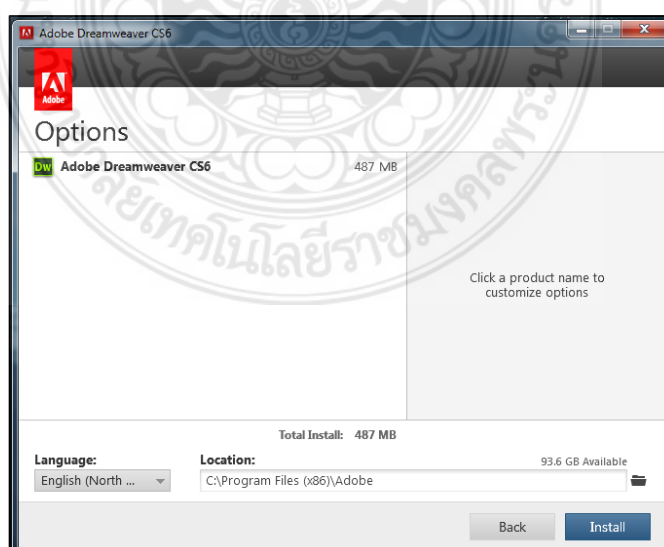 Adobe Dreamweaver CS6
Adobe
Options
Dw Adobe Dreamweaver CS6 487 MB
Click a product name to
customize options
Total Install: 487 MB
Language: Location: 93.6 GB Available
English (North ... C:\Program Files (x86)\Adobe
Back Install